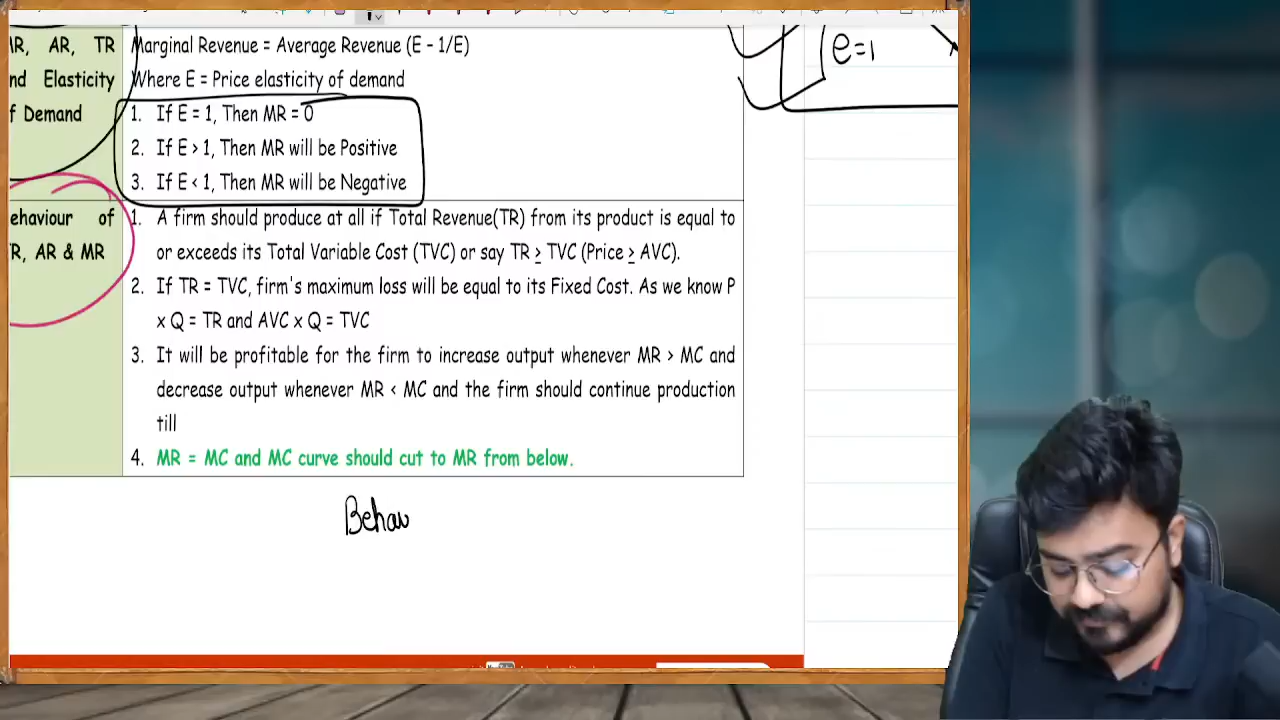 MR, AR, TR
nd Elasticity
f Demand
Marginal Revenue = Average Revenue (E - 1/E)
Where E = Price elasticity of demand
1. If E = 1, Then MR = 0
2. If E > 1, Then MR will be Positive
3. If E < 1, Then MR will be Negative
e=1
ehaviour of
R, AR & MR
1. A firm should produce at all if Total Revenue(TR) from its product is equal to
or exceeds its Total Variable Cost (TVC) or say TR ≥ TVC (Price ≥ AVC).
2. If TR = TVC, firm's maximum loss will be equal to its Fixed Cost. As we know P
x Q = TR and AVC x Q = TVC
3. It will be profitable for the firm to increase output whenever MR > MC and
decrease output whenever MR < MC and the firm should continue production
till
4. MR = MC and MC curve should cut to MR from below.
Behav